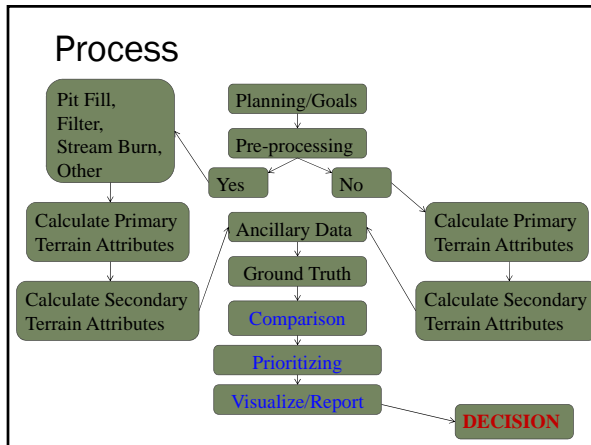 Process
Planning/Goals
Pre-processing
Yes
No
Pit Fill,
Filter,
Stream Burn,
Other
Calculate Primary
Terrain Attributes
Calculate Secondary
Terrain Attributes
Calculate Primary
Terrain Attributes
Calculate Secondary
Terrain Attributes
Ancillary Data
Ground Truth
Comparison
Prioritizing
Visualize/Report
DECISION